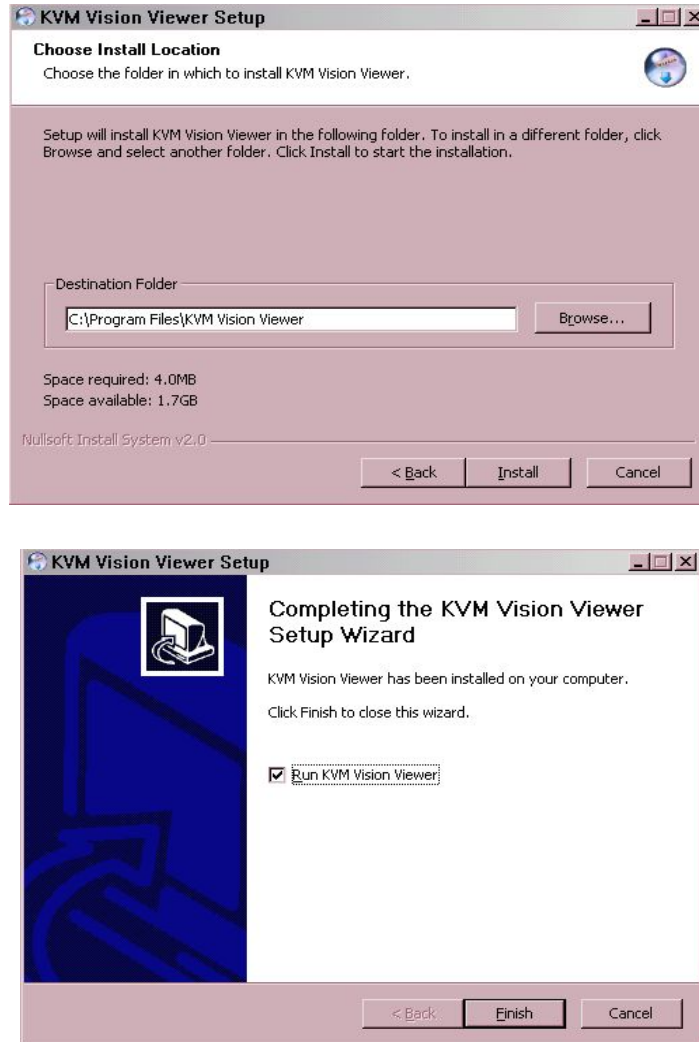 KVM Vision Viewer Setup
Choose Install Location
Choose the folder in which to install KVM Vision Viewer.
Setup will install KVM Vision Viewer in the following folder. To install in a different folder, click
Browse and select another folder. Click Install to start the installation.
Destination Folder
C:\Program Files\KVM Vision Viewer
Browse...
Space required: 4.0MB
Space available: 1.7GB
Nullsoft Install System v2.0
< Back Install Cancel
KVM Vision Viewer Setup
Completing the KVM Vision Viewer
Setup Wizard
KVM Vision Viewer has been installed on your computer.
Click Finish to close this wizard.
Run KVM Vision Viewer
< Back Finish Cancel